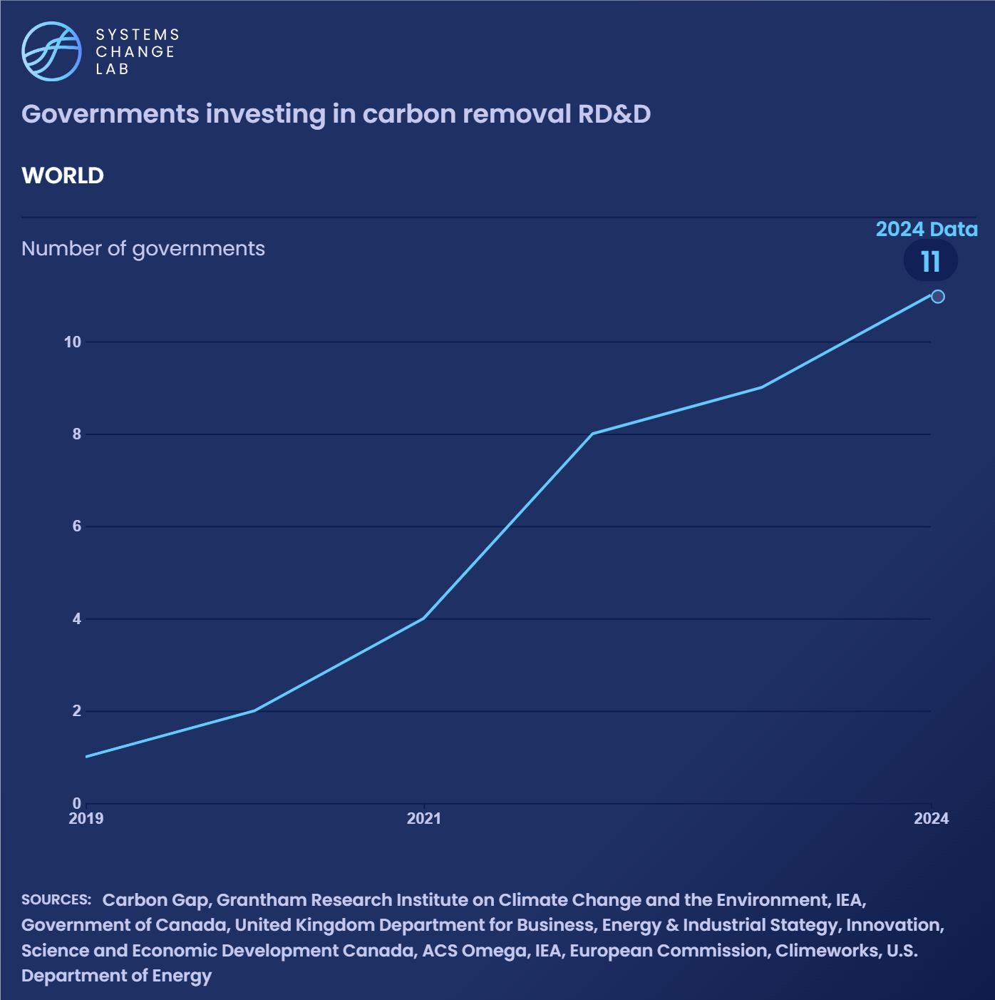 SYSTEMS
CHANGE
LAB
Governments investing in carbon removal RD&D
WORLD
2024 Data
Number of governments
11
10
8
6
4
2
0
2019
2021
2024
SOURCES: Carbon Gap, Grantham Research Institute on Climate Change and the Environment, IEA,
Government of Canada, United Kingdom Department for Business, Energy & Industrial Stategy, Innovation,
Science and Economic Development Canada, ACS Omega, IEA, European Commission, Climeworks, U.S.
Department of Energy